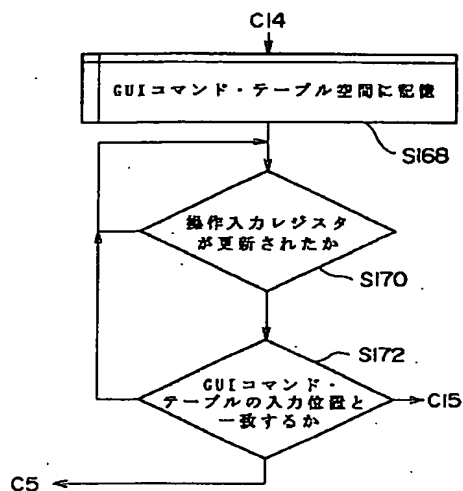 C14
GUIコマンド・テーブル空間に記憶
S168
操作入力レジスタ
が更新されたか
S170
S172
GUIコマンド・
テーブルの入力位置と
一致するか
C15
C5